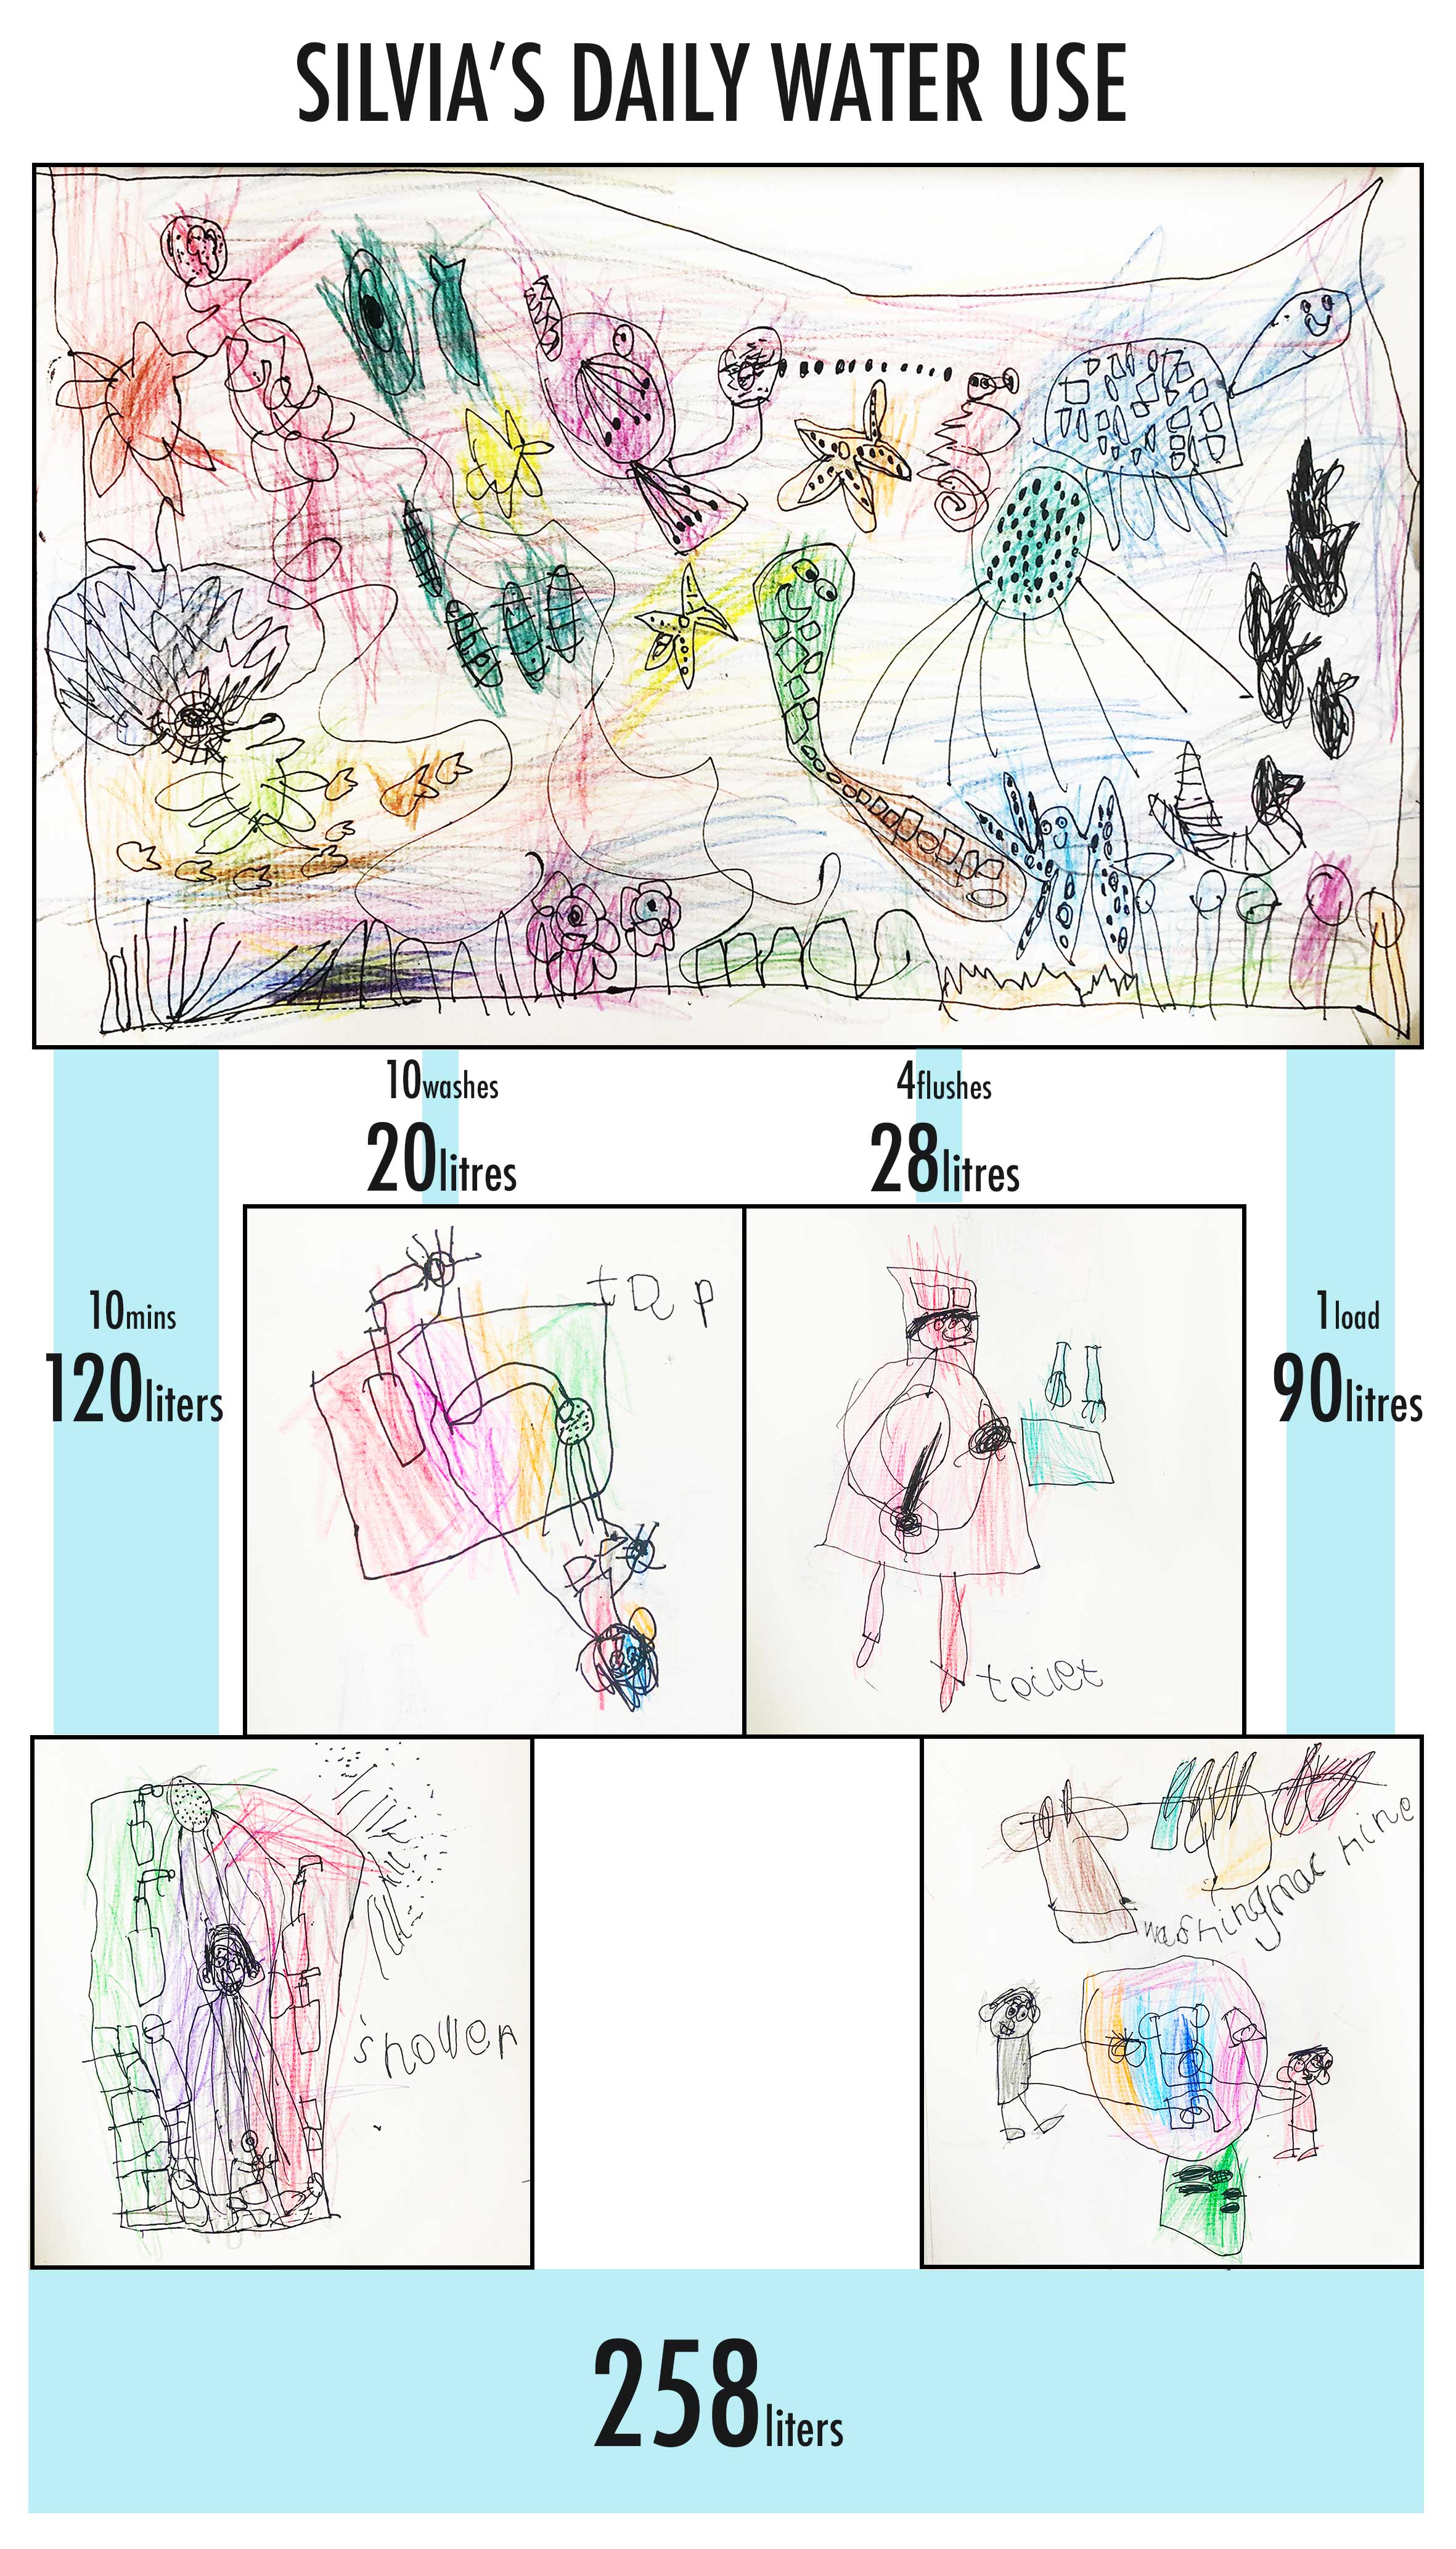 SILVIA'S DAILY WATER USE
10washes
20litres
4flushes
28litres
10mins
120liters
1load
90litres
tap
toilet
shower
washingmachine
258liters